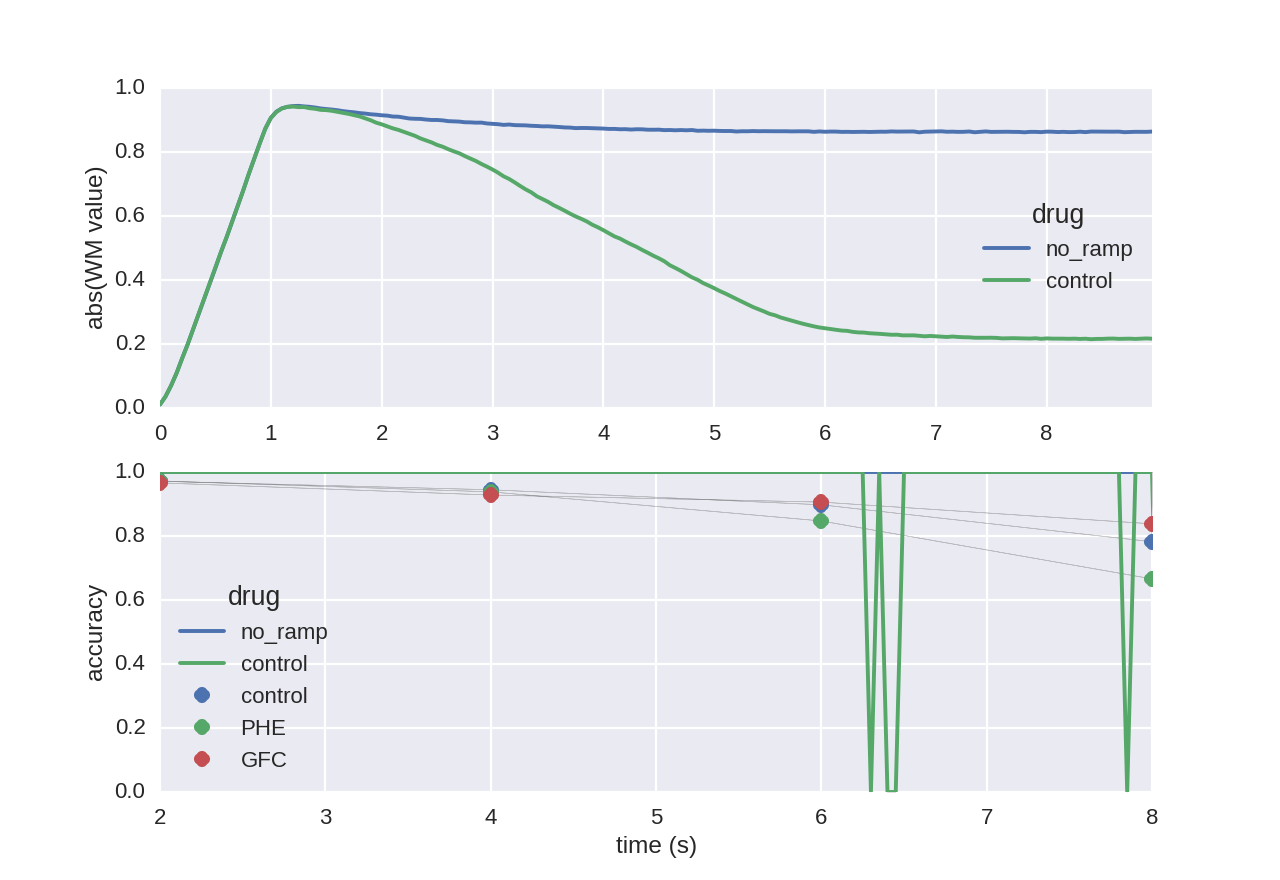 1.0
0.8
0.6
0.4
0.2
0.0
abs(WM value)
drug
no_ramp
control
0 1 2 3 4 5 6 7 8
1.0
0.8
0.6
0.4
0.2
0.0
accuracy
drug
no_ramp
control
control
PHE
GFC
2 3 4 5 6 7 8
time (s)